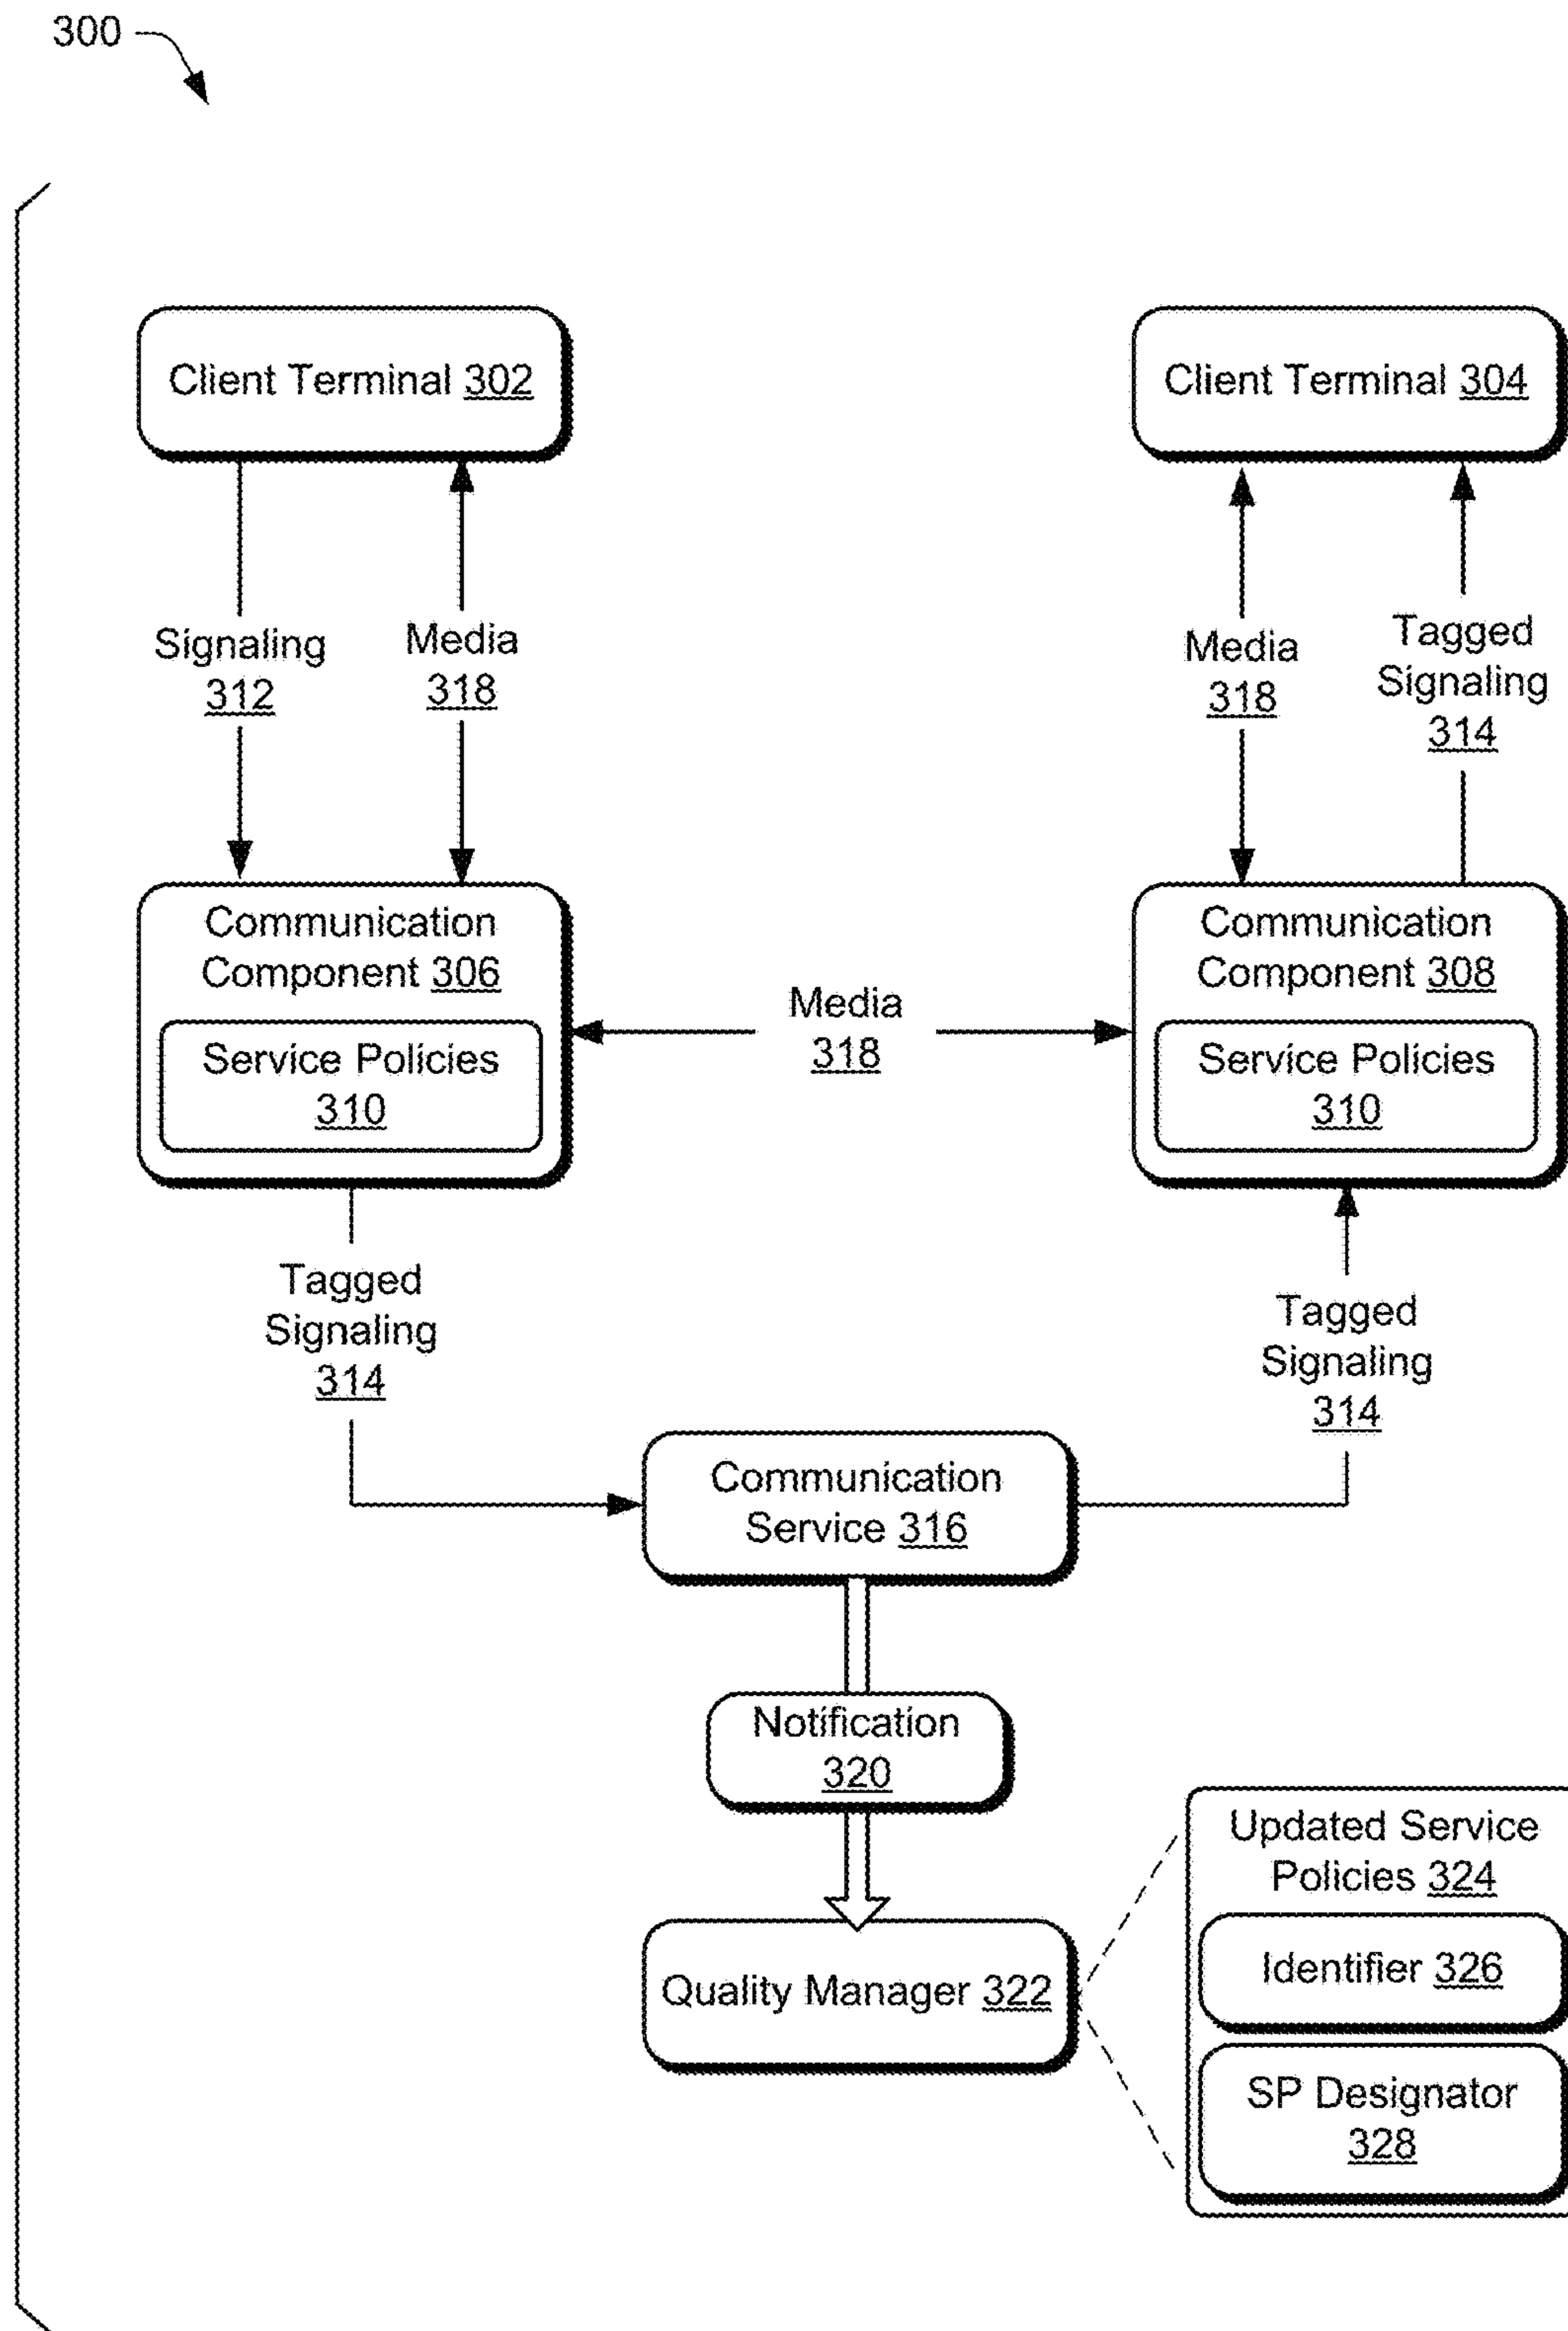 300
Client Terminal 302
Client Terminal 304
Signaling
312
Media
318
Media
318
Tagged
Signaling
314
Communication
Component 306
Service Policies
310
Media
318
Communication
Component 308
Service Policies
310
Tagged
Signaling
314
Tagged
Signaling
314
Communication
Service 316
Notification
320
Quality Manager 322
Updated Service
Policies 324
Identifier 326
SP Designator
328